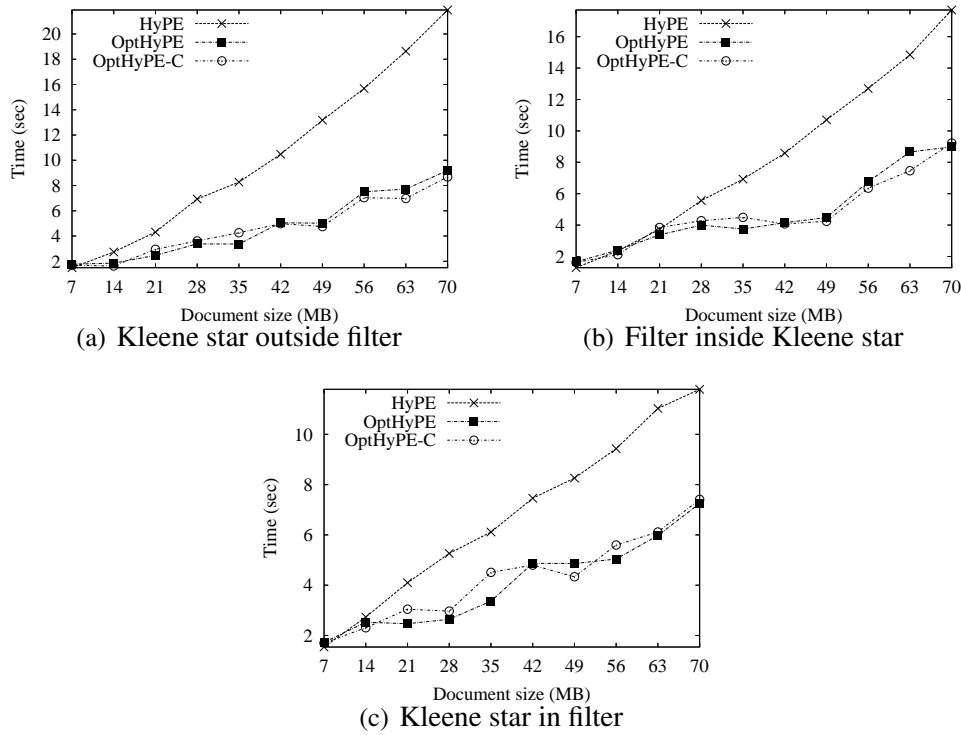 20
18
16
14
12
10
8
6
4
2
Time (sec)
HyPE
OptHyPE
OptHyPE-C
7 14 21 28 35 42 49 56 63 70
Document size (MB)
(a) Kleene star outside filter
16
14
12
10
8
6
4
2
Time (sec)
HyPE
OptHyPE
OptHyPE-C
7 14 21 28 35 42 49 56 63 70
Document size (MB)
(b) Filter inside Kleene star
10
8
6
4
2
Time (sec)
HyPE
OptHyPE
OptHyPE-C
7 14 21 28 35 42 49 56 63 70
Document size (MB)
(c) Kleene star in filter